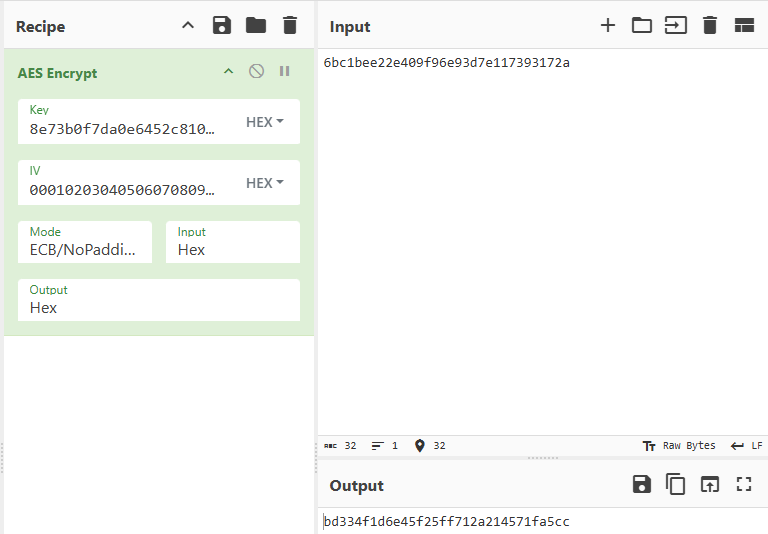 Recipe
AES Encrypt
Key
8e73b0f7da0e6452c810…
HEX
IV
00010203040506070809…
HEX
Mode
ECB/NoPaddi…
Input
Hex
Output
Hex
Input
6bc1bee22e409f96e93d7e117393172a
ABC 32 1 32 Raw Bytes LF
Output
bd334f1d6e45f25ff712a214571fa5cc